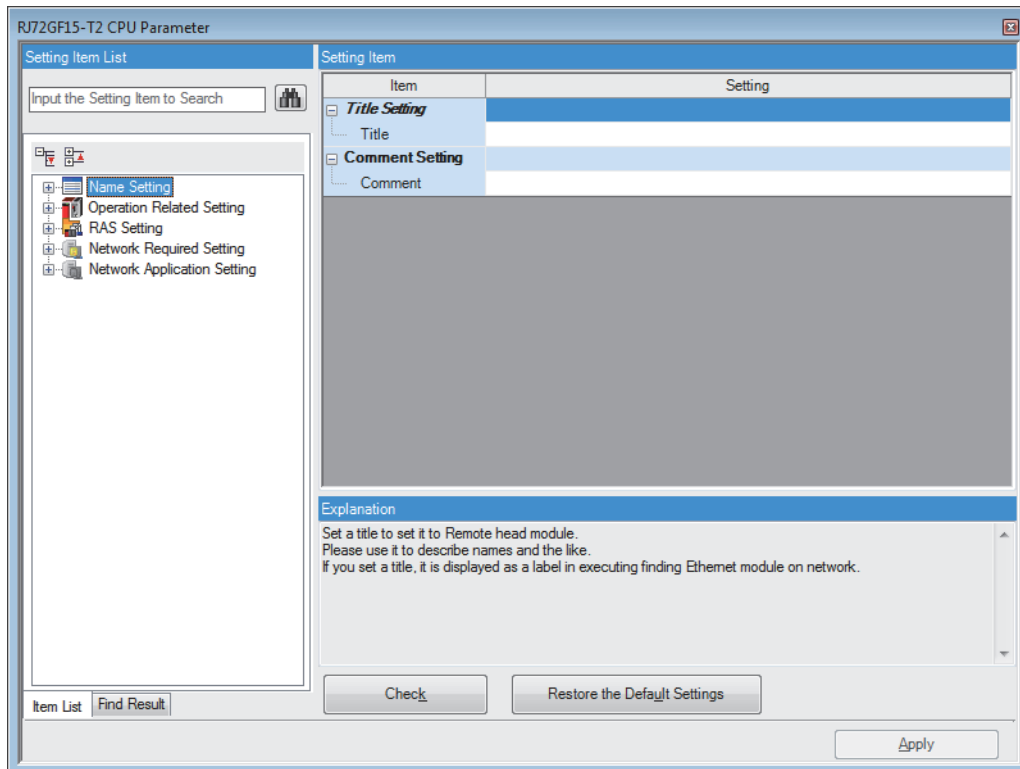 RJ72GF15-T2 CPU Parameter
Setting Item List
Input the Setting Item to Search
Name Setting
Operation Related Setting
RAS Setting
Network Required Setting
Network Application Setting
Item List
Find Result
Setting Item
Item
Setting
Title Setting
Title
Comment Setting
Comment
Explanation
Set a title to set it to Remote head module.
Please use it to describe names and the like.
If you set a title, it is displayed as a label in executing finding Ethernet module on network.
Check
Restore the Default Settings
Apply